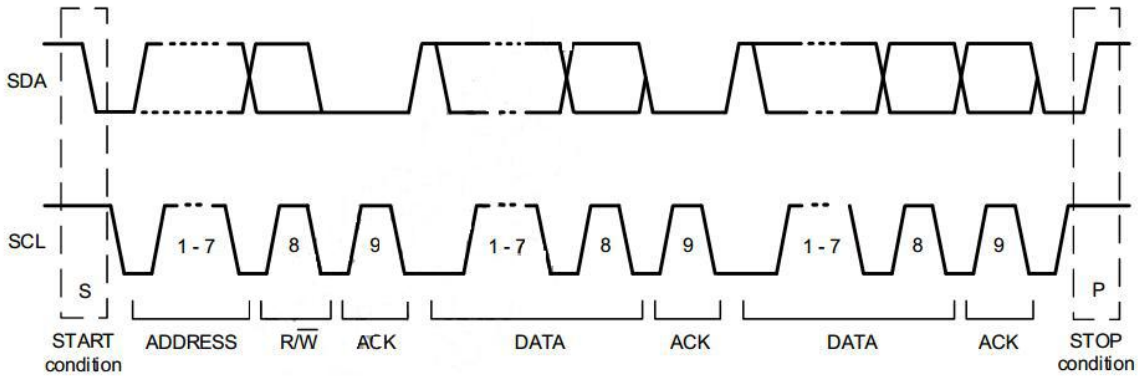 SDA
SCL
1 - 7 8 9 1 - 7 8 9 1 - 7 8 9
S P
START condition ADDRESS R/W̅ ACK DATA ACK DATA ACK STOP condition